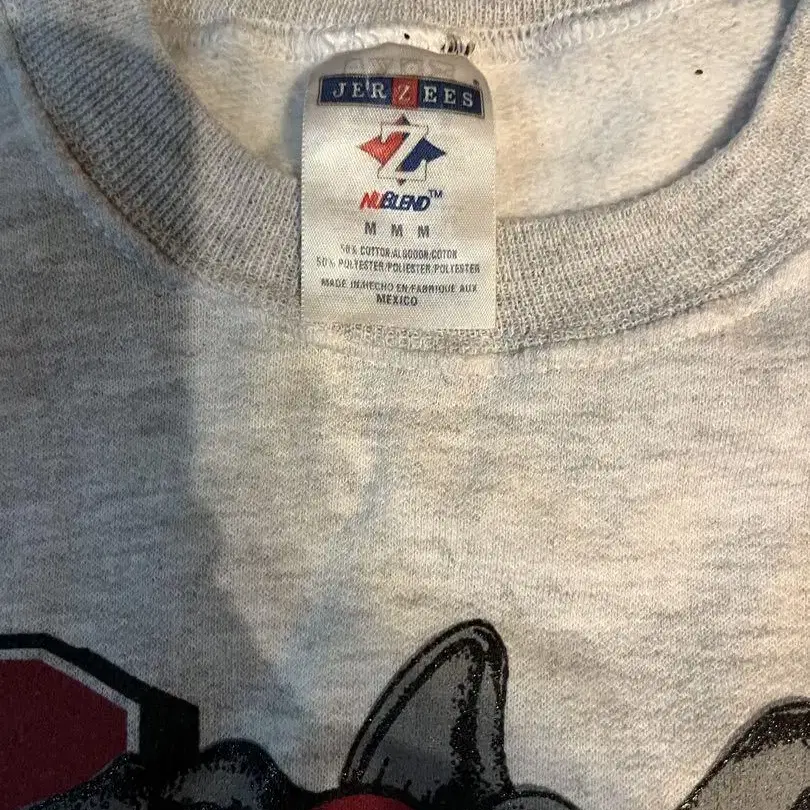 JERZEES
Z
NUBLEND™
M M M
50% COTTON/ALGODON/COTON
50% POLYESTER/POLIESTER/POLYESTER
MADE IN/HECHO EN/FABRIQUE AUX
MEXICO